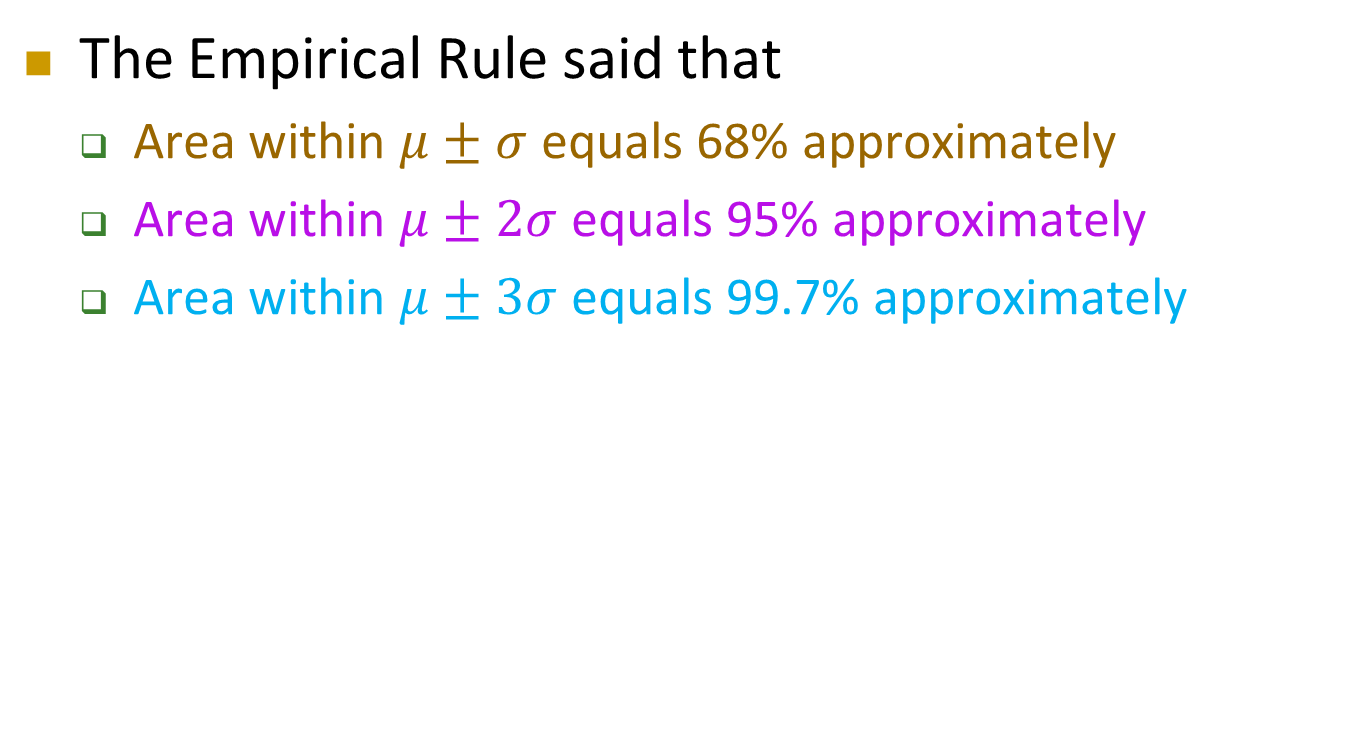 The Empirical Rule said that
Area within μ ± σ equals 68% approximately
Area within μ ± 2σ equals 95% approximately
Area within μ ± 3σ equals 99.7% approximately